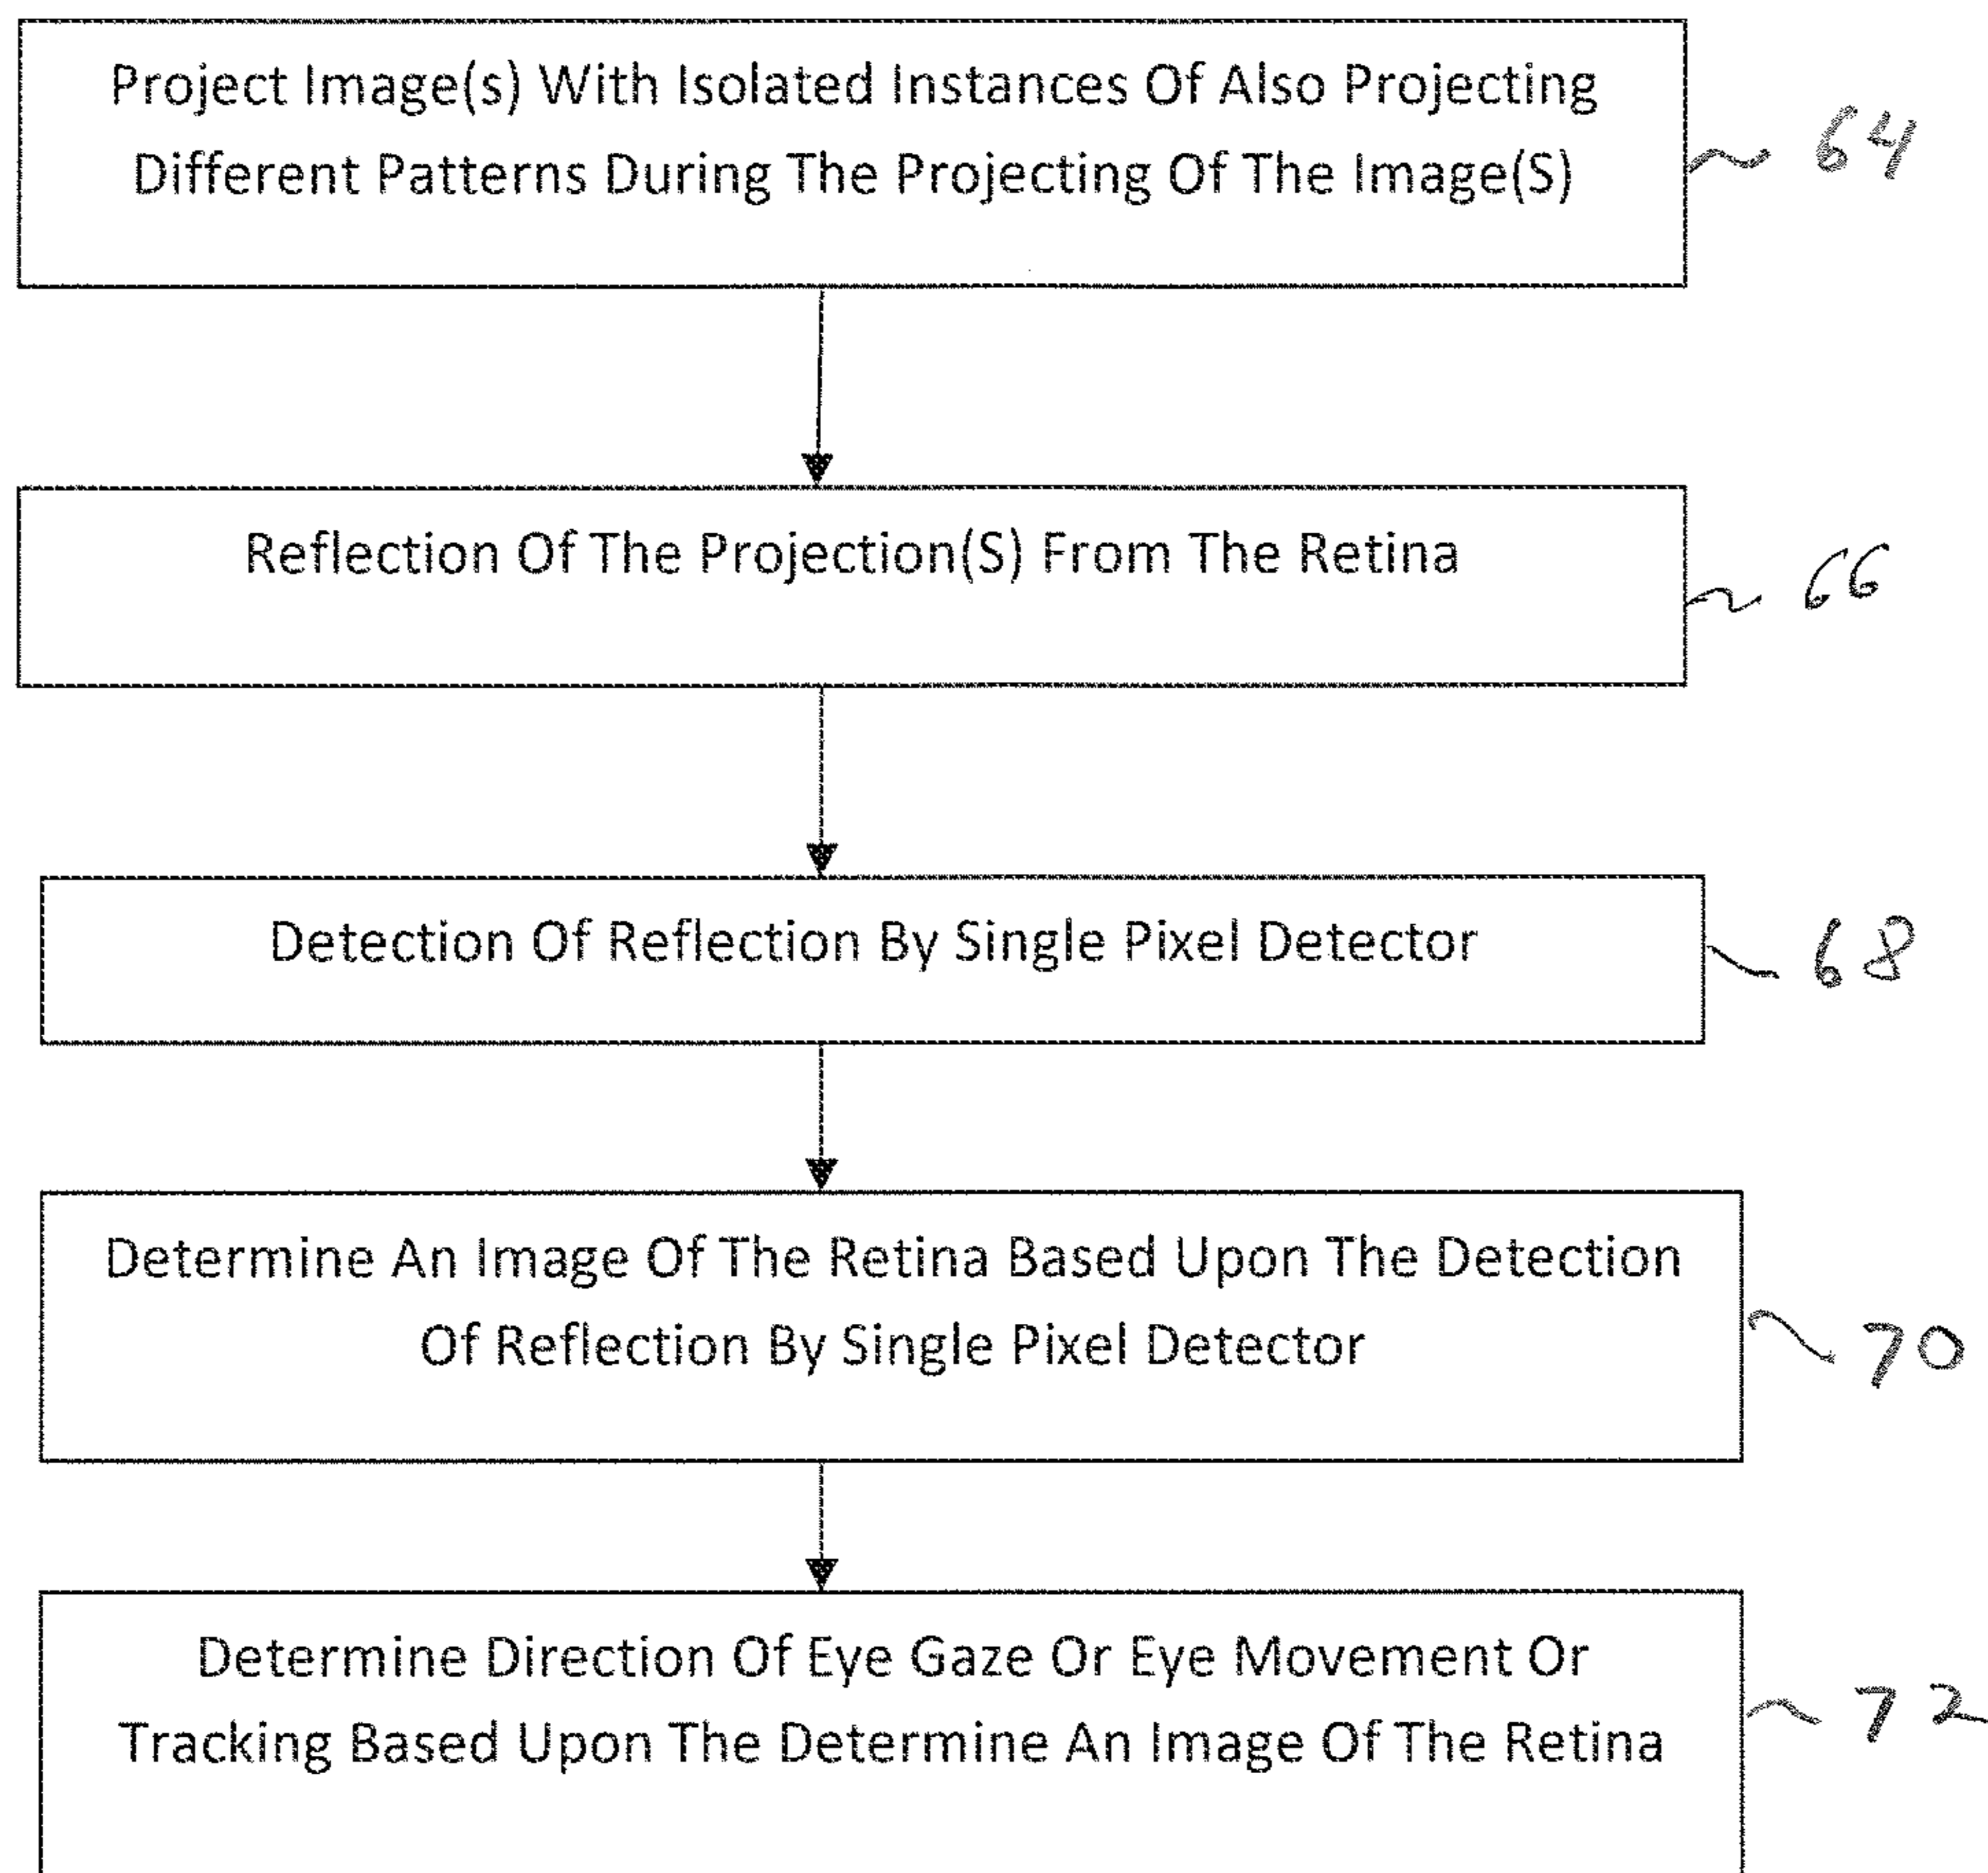 Project Image(s) With Isolated Instances Of Also Projecting
Different Patterns During The Projecting Of The Image(S)
64
Reflection Of The Projection(S) From The Retina
66
Detection Of Reflection By Single Pixel Detector
68
Determine An Image Of The Retina Based Upon The Detection
Of Reflection By Single Pixel Detector
70
Determine Direction Of Eye Gaze Or Eye Movement Or
Tracking Based Upon The Determine An Image Of The Retina
72